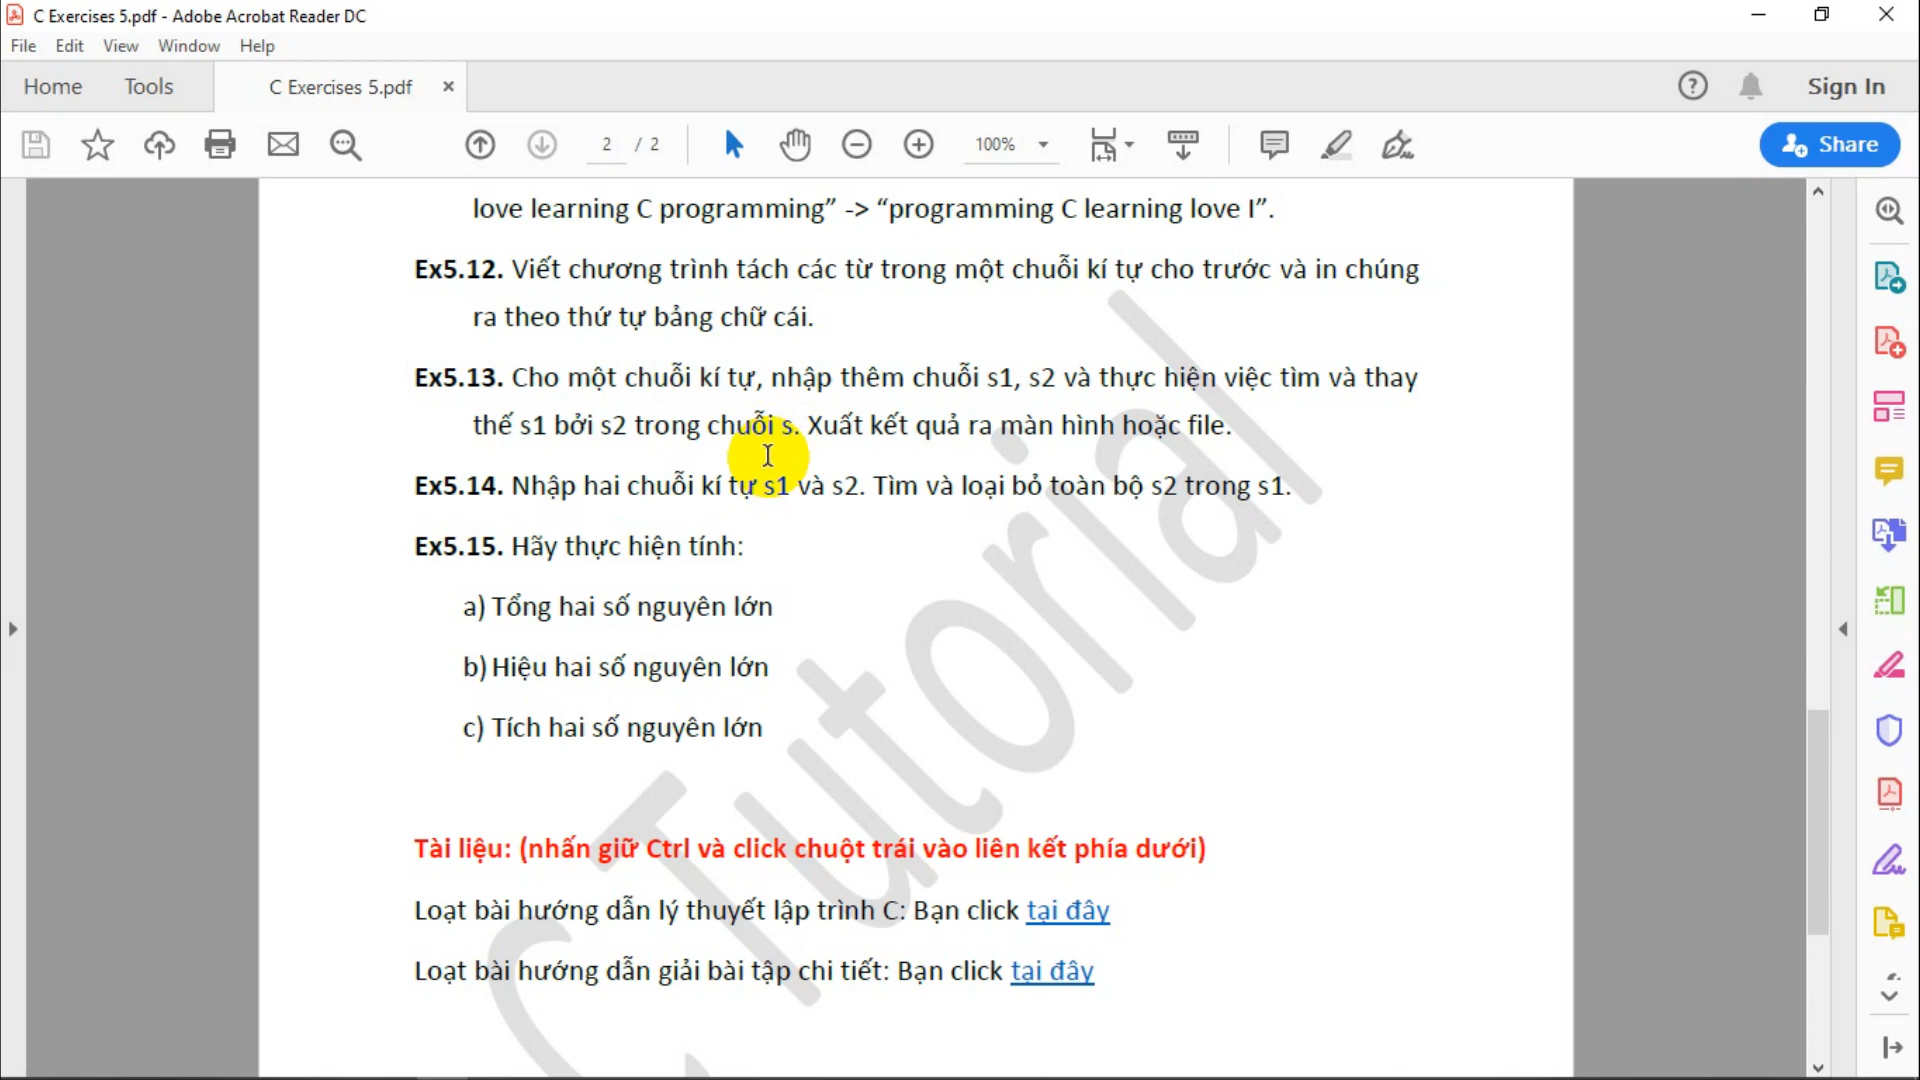 C Exercises 5.pdf - Adobe Acrobat Reader DC
File Edit View Window Help
Home Tools C Exercises 5.pdf × Sign In
2 / 2 100% Share
love learning C programming” -> “programming C learning love I”.
Ex5.12. Viết chương trình tách các từ trong một chuỗi kí tự cho trước và in chúng
ra theo thứ tự bảng chữ cái.
Ex5.13. Cho một chuỗi kí tự, nhập thêm chuỗi s1, s2 và thực hiện việc tìm và thay
thế s1 bởi s2 trong chuỗi s. Xuất kết quả ra màn hình hoặc file.
Ex5.14. Nhập hai chuỗi kí tự s1 và s2. Tìm và loại bỏ toàn bộ s2 trong s1.
Ex5.15. Hãy thực hiện tính:
a) Tổng hai số nguyên lớn
b) Hiệu hai số nguyên lớn
c) Tích hai số nguyên lớn
Tài liệu: (nhấn giữ Ctrl và click chuột trái vào liên kết phía dưới)
Loạt bài hướng dẫn lý thuyết lập trình C: Bạn click tại đây
Loạt bài hướng dẫn giải bài tập chi tiết: Bạn click tại đây
C Tutorial